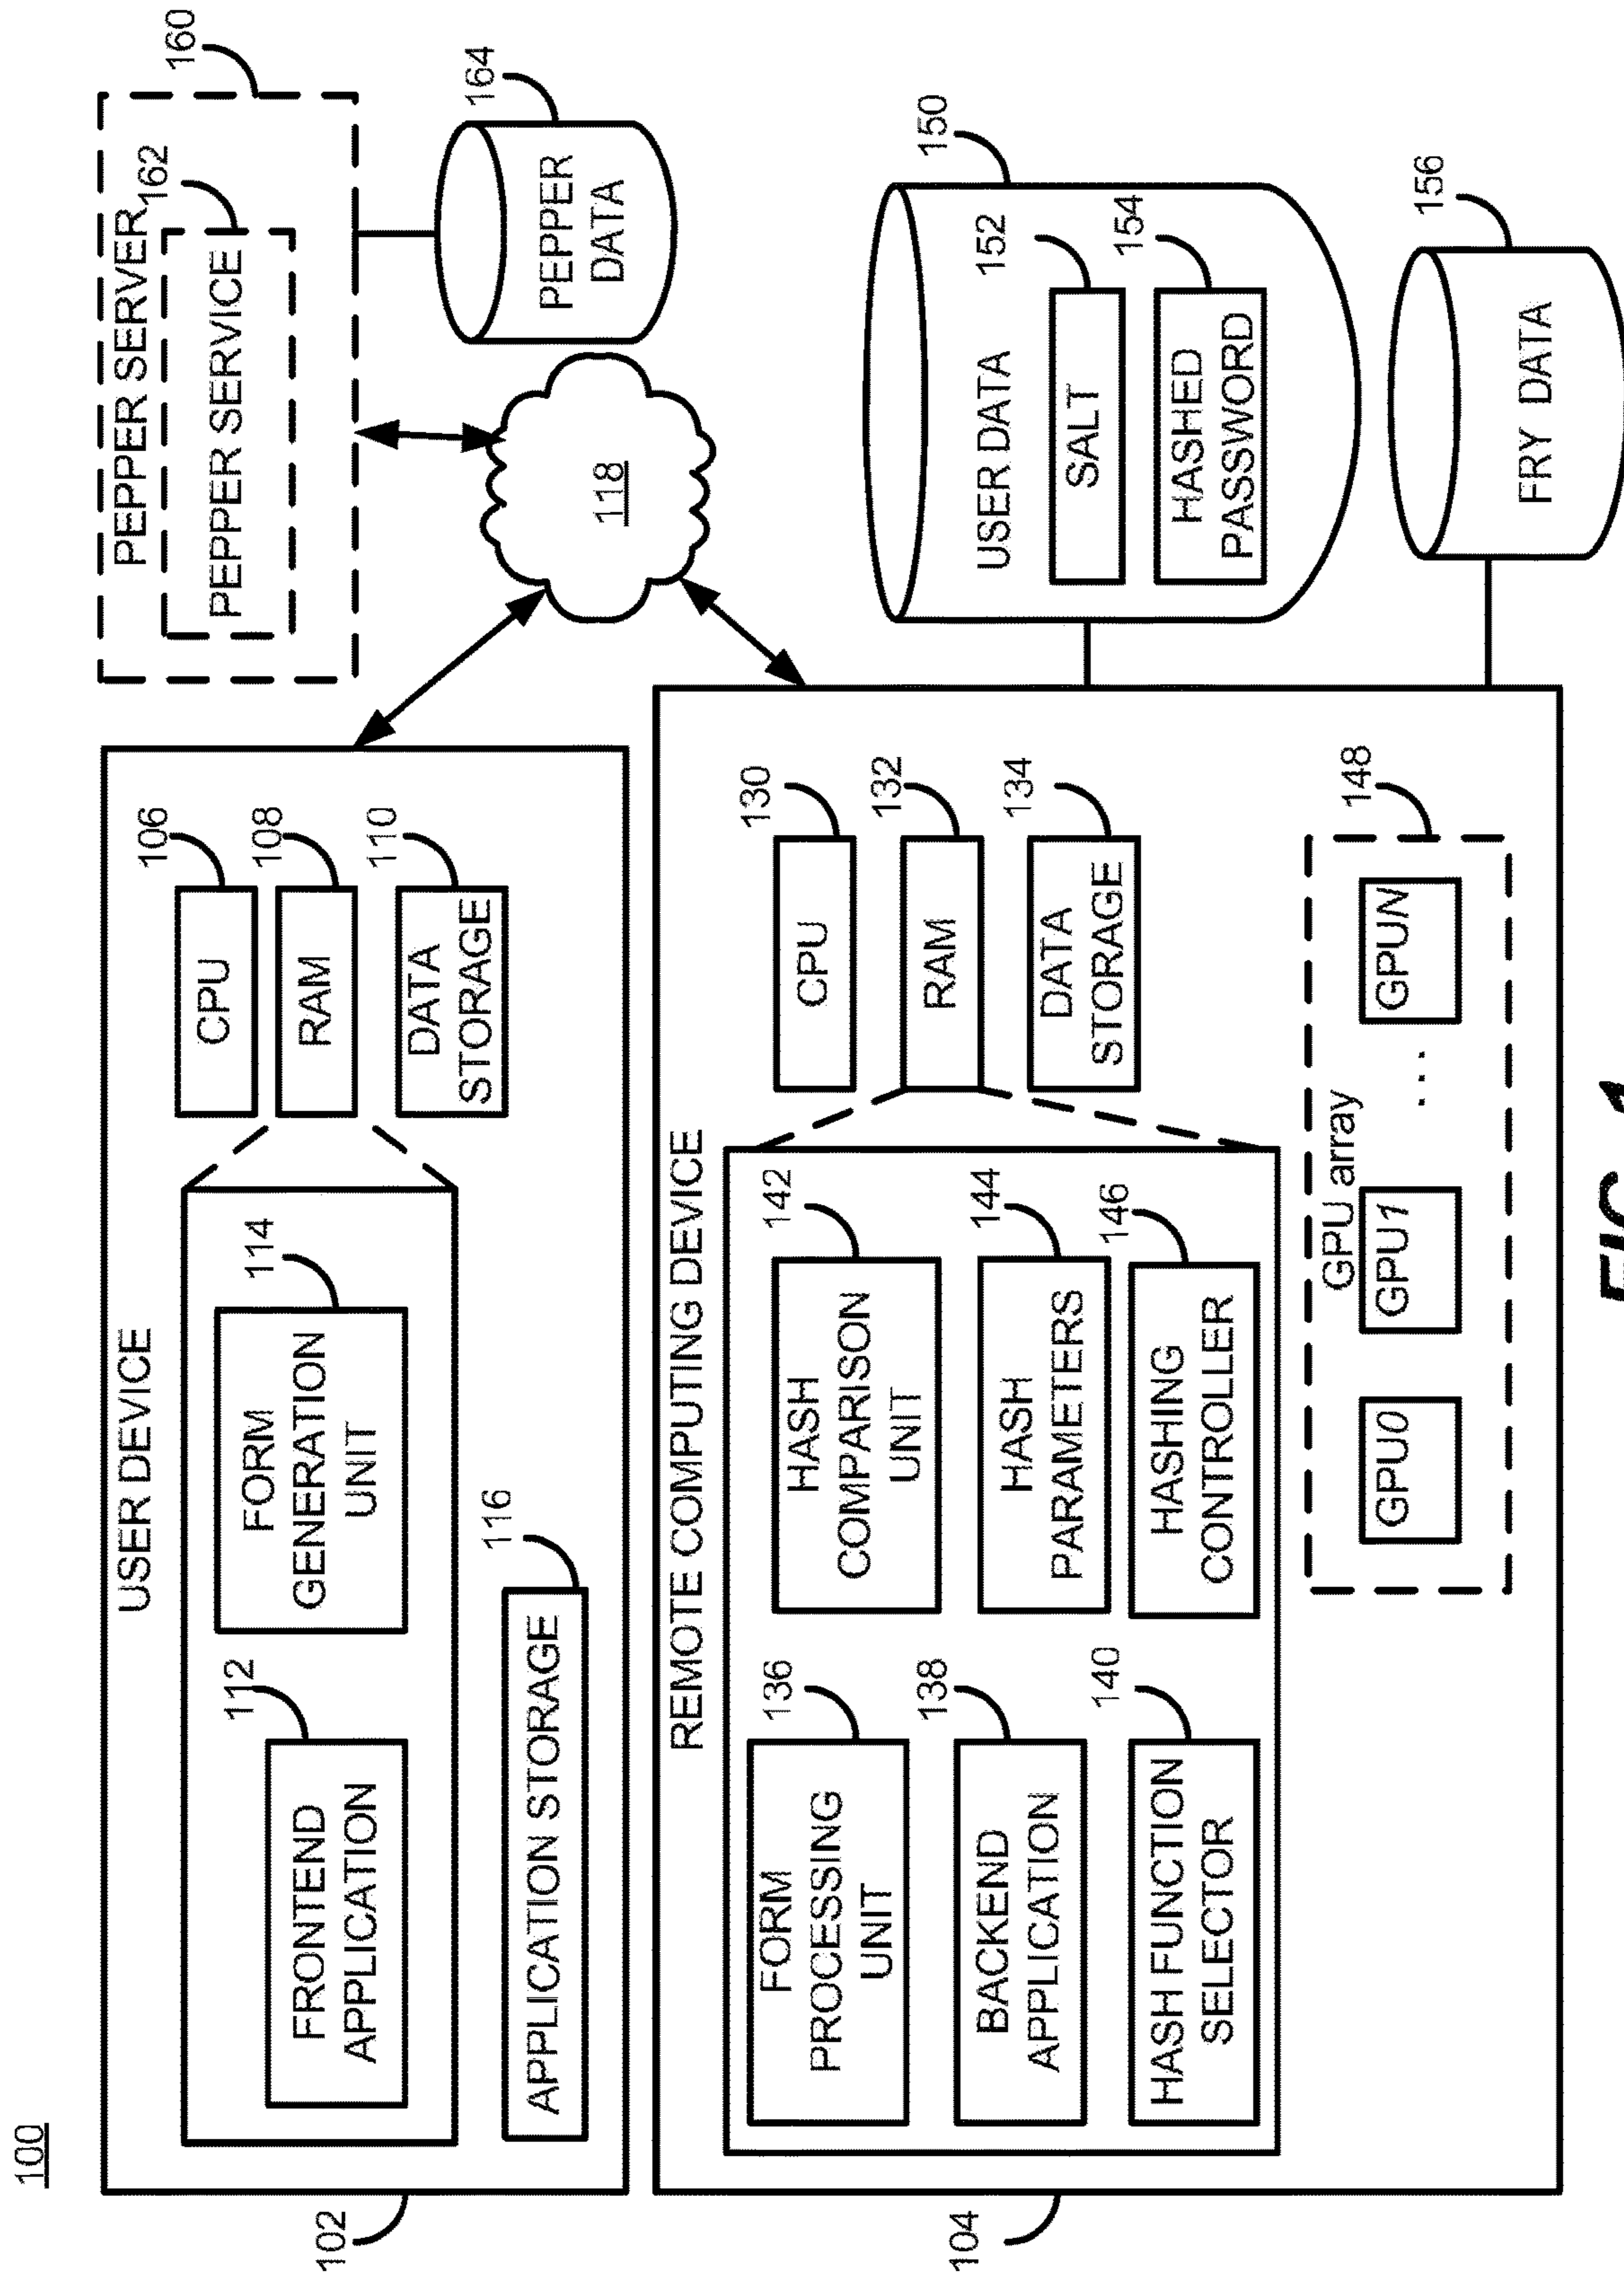 100
USER DEVICE
102
112
FRONTEND
APPLICATION
114
FORM
GENERATION
UNIT
106
CPU
108
RAM
110
DATA
STORAGE
116
APPLICATION STORAGE
PEPPER SERVER
160
162
PEPPER SERVICE
164
PEPPER
DATA
118
REMOTE COMPUTING DEVICE
104
136
FORM
PROCESSING
UNIT
138
BACKEND
APPLICATION
140
HASH FUNCTION
SELECTOR
142
HASH
COMPARISON
UNIT
144
HASH
PARAMETERS
146
HASHING
CONTROLLER
130
CPU
132
RAM
134
DATA
STORAGE
148
GPU array
GPU0
GPU1
...
GPUN
150
USER DATA
152
SALT
154
HASHED
PASSWORD
156
FRY DATA
FIG. 1